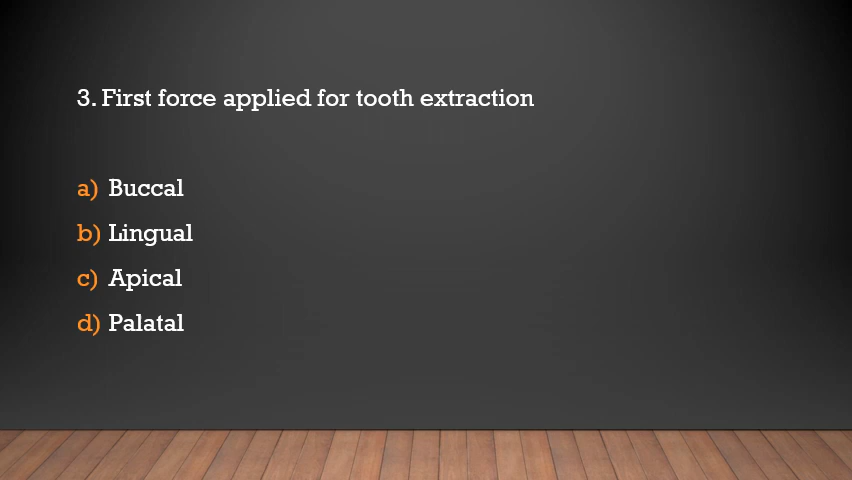 3. First force applied for tooth extraction
a) Buccal
b) Lingual
c) Apical
d) Palatal